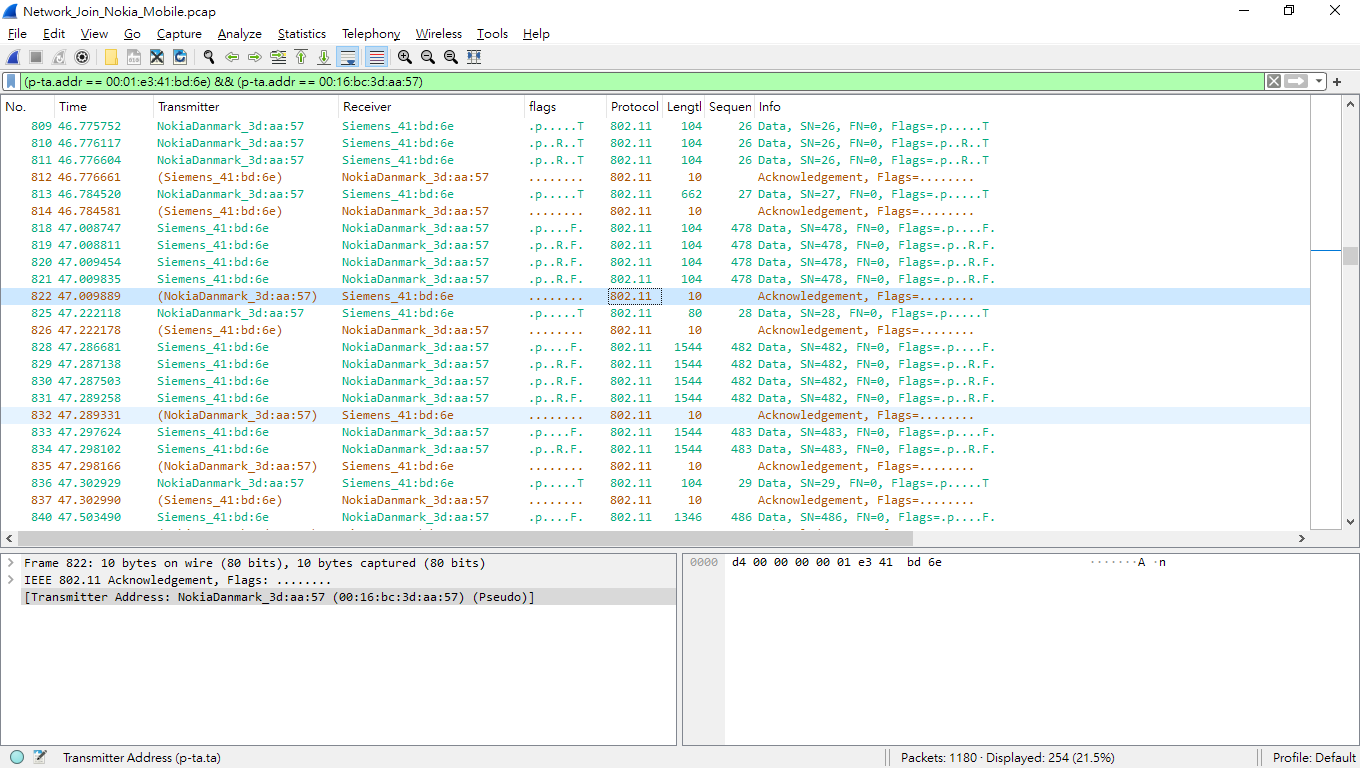 Network_Join_Nokia_Mobile.pcap
File Edit View Go Capture Analyze Statistics Telephony Wireless Tools Help
(p-ta.addr == 00:01:e3:41:bd:6e) && (p-ta.addr == 00:16:bc:3d:aa:57)
No. Time Transmitter Receiver flags Protocol Lengtl Sequen Info
809 46.775752 NokiaDanmark_3d:aa:57 Siemens_41:bd:6e .p.....T 802.11 104 26 Data, SN=26, FN=0, Flags=.p.....T
810 46.776117 NokiaDanmark_3d:aa:57 Siemens_41:bd:6e .p..R..T 802.11 104 26 Data, SN=26, FN=0, Flags=.p..R..T
811 46.776604 NokiaDanmark_3d:aa:57 Siemens_41:bd:6e .p..R..T 802.11 104 26 Data, SN=26, FN=0, Flags=.p..R..T
812 46.776661 (Siemens_41:bd:6e) NokiaDanmark_3d:aa:57 ........ 802.11 10 Acknowledgement, Flags=........
813 46.784520 NokiaDanmark_3d:aa:57 Siemens_41:bd:6e .p.....T 802.11 662 27 Data, SN=27, FN=0, Flags=.p.....T
814 46.784581 (Siemens_41:bd:6e) NokiaDanmark_3d:aa:57 ........ 802.11 10 Acknowledgement, Flags=........
818 47.008747 Siemens_41:bd:6e NokiaDanmark_3d:aa:57 .p....F. 802.11 104 478 Data, SN=478, FN=0, Flags=.p....F.
819 47.008811 Siemens_41:bd:6e NokiaDanmark_3d:aa:57 .p..R.F. 802.11 104 478 Data, SN=478, FN=0, Flags=.p..R.F.
820 47.009454 Siemens_41:bd:6e NokiaDanmark_3d:aa:57 .p..R.F. 802.11 104 478 Data, SN=478, FN=0, Flags=.p..R.F.
821 47.009835 Siemens_41:bd:6e NokiaDanmark_3d:aa:57 .p..R.F. 802.11 104 478 Data, SN=478, FN=0, Flags=.p..R.F.
822 47.009889 (NokiaDanmark_3d:aa:57) Siemens_41:bd:6e ........ 802.11 10 Acknowledgement, Flags=........
825 47.222118 NokiaDanmark_3d:aa:57 Siemens_41:bd:6e .p.....T 802.11 80 28 Data, SN=28, FN=0, Flags=.p.....T
826 47.222178 (Siemens_41:bd:6e) NokiaDanmark_3d:aa:57 ........ 802.11 10 Acknowledgement, Flags=........
828 47.286681 Siemens_41:bd:6e NokiaDanmark_3d:aa:57 .p....F. 802.11 1544 482 Data, SN=482, FN=0, Flags=.p....F.
829 47.287138 Siemens_41:bd:6e NokiaDanmark_3d:aa:57 .p..R.F. 802.11 1544 482 Data, SN=482, FN=0, Flags=.p..R.F.
830 47.287503 Siemens_41:bd:6e NokiaDanmark_3d:aa:57 .p..R.F. 802.11 1544 482 Data, SN=482, FN=0, Flags=.p..R.F.
831 47.289258 Siemens_41:bd:6e NokiaDanmark_3d:aa:57 .p..R.F. 802.11 1544 482 Data, SN=482, FN=0, Flags=.p..R.F.
832 47.289331 (NokiaDanmark_3d:aa:57) Siemens_41:bd:6e ........ 802.11 10 Acknowledgement, Flags=........
833 47.297624 Siemens_41:bd:6e NokiaDanmark_3d:aa:57 .p....F. 802.11 1544 483 Data, SN=483, FN=0, Flags=.p....F.
834 47.298102 Siemens_41:bd:6e NokiaDanmark_3d:aa:57 .p..R.F. 802.11 1544 483 Data, SN=483, FN=0, Flags=.p..R.F.
835 47.298166 (NokiaDanmark_3d:aa:57) Siemens_41:bd:6e ........ 802.11 10 Acknowledgement, Flags=........
836 47.302929 NokiaDanmark_3d:aa:57 Siemens_41:bd:6e .p.....T 802.11 104 29 Data, SN=29, FN=0, Flags=.p.....T
837 47.302990 (Siemens_41:bd:6e) NokiaDanmark_3d:aa:57 ........ 802.11 10 Acknowledgement, Flags=........
840 47.503490 Siemens_41:bd:6e NokiaDanmark_3d:aa:57 .p....F. 802.11 1346 486 Data, SN=486, FN=0, Flags=.p....F.
Frame 822: 10 bytes on wire (80 bits), 10 bytes captured (80 bits)
IEEE 802.11 Acknowledgement, Flags: ........
[Transmitter Address: NokiaDanmark_3d:aa:57 (00:16:bc:3d:aa:57) (Pseudo)]
0000 d4 00 00 00 00 01 e3 41 bd 6e ·······A ·n
Transmitter Address (p-ta.ta) Packets: 1180 · Displayed: 254 (21.5%) Profile: Default